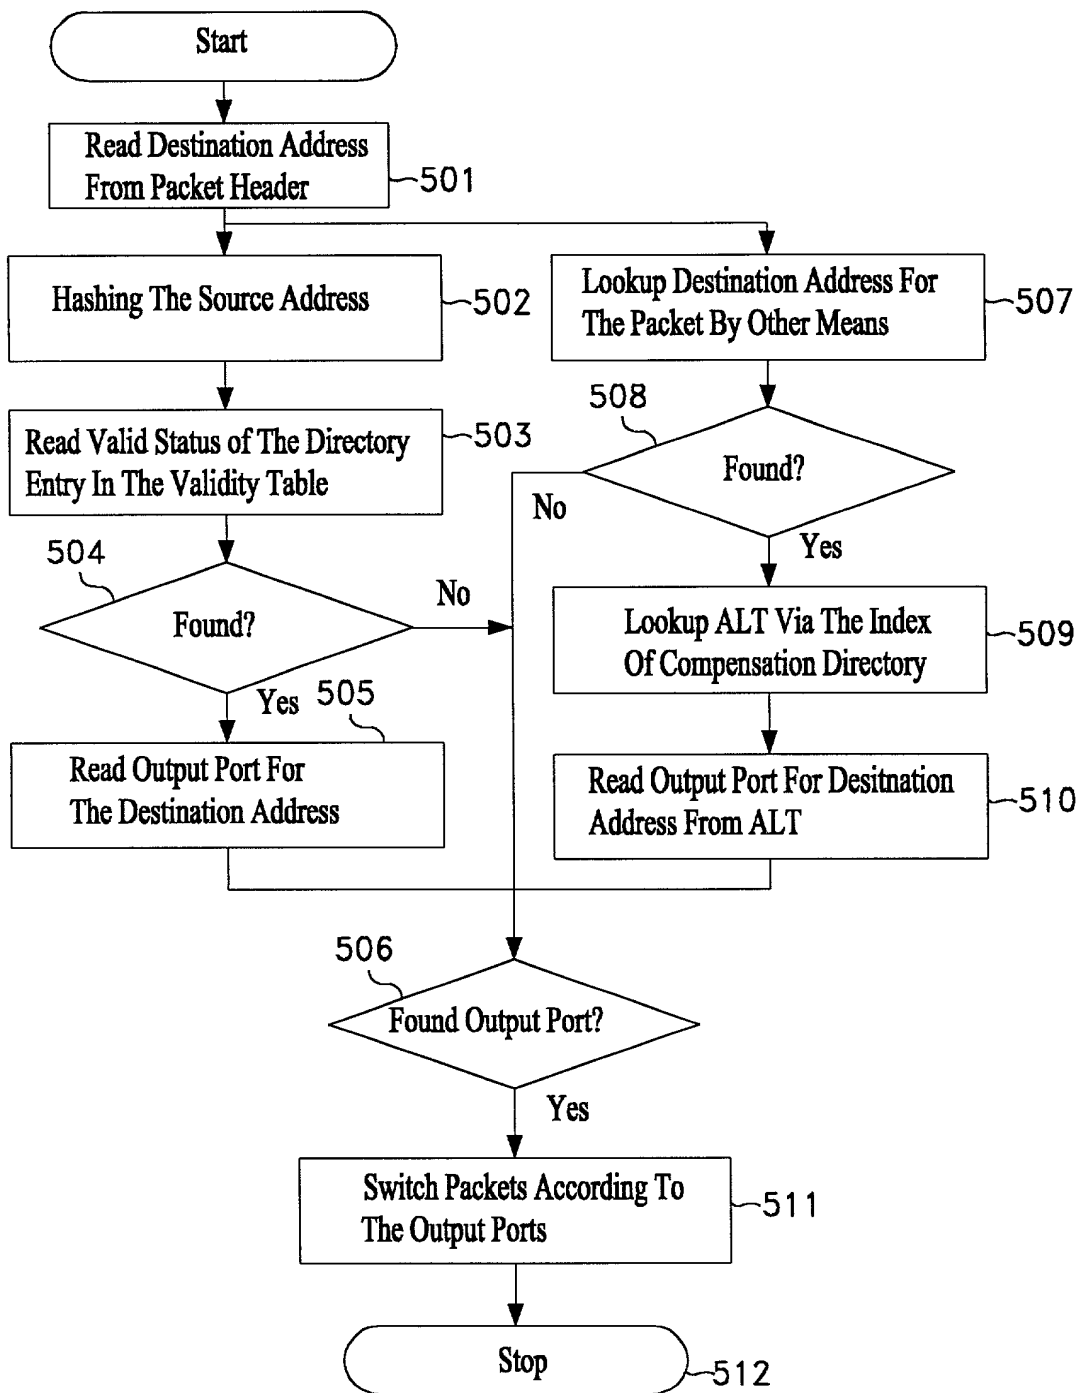 Start
Read Destination Address
From Packet Header
501
Hashing The Source Address
502
Lookup Destination Address For
The Packet By Other Means
507
Read Valid Status of The Directory
Entry In The Validity Table
503
508
Found?
No
Yes
504
Found?
No
Yes
Lookup ALT Via The Index
Of Compensation Directory
509
505
Read Output Port For
The Destination Address
Read Output Port For Desitnation
Address From ALT
510
506
Found Output Port?
Yes
Switch Packets According To
The Output Ports
511
Stop
512